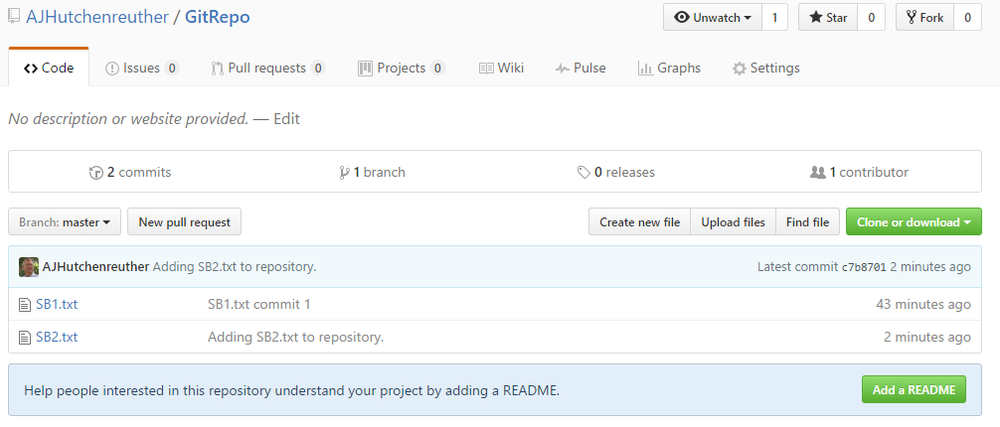 AJHutchenreuther / GitRepo
Unwatch 1 Star 0 Fork 0
Code Issues 0 Pull requests 0 Projects 0 Wiki Pulse Graphs Settings
No description or website provided. — Edit
2 commits 1 branch 0 releases 1 contributor
Branch: master New pull request Create new file Upload files Find file Clone or download
AJHutchenreuther Adding SB2.txt to repository. Latest commit c7b8701 2 minutes ago
SB1.txt SB1.txt commit 1 43 minutes ago
SB2.txt Adding SB2.txt to repository. 2 minutes ago
Help people interested in this repository understand your project by adding a README. Add a README